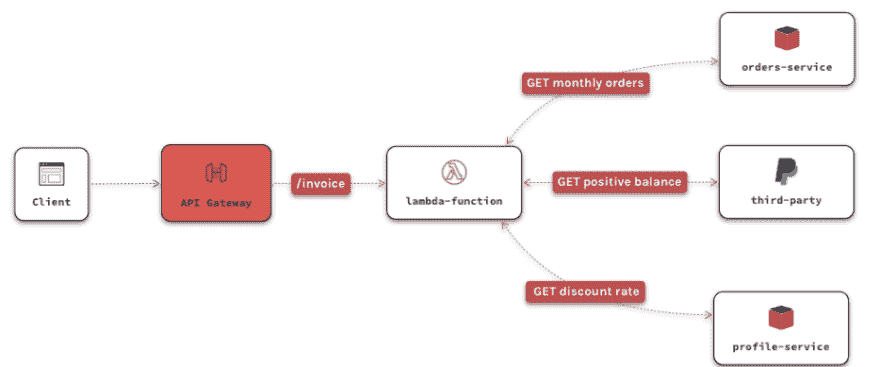 orders-service
GET monthly orders
Client
API Gateway
/invoice
lambda-function
GET positive balance
third-party
GET discount rate
profile-service